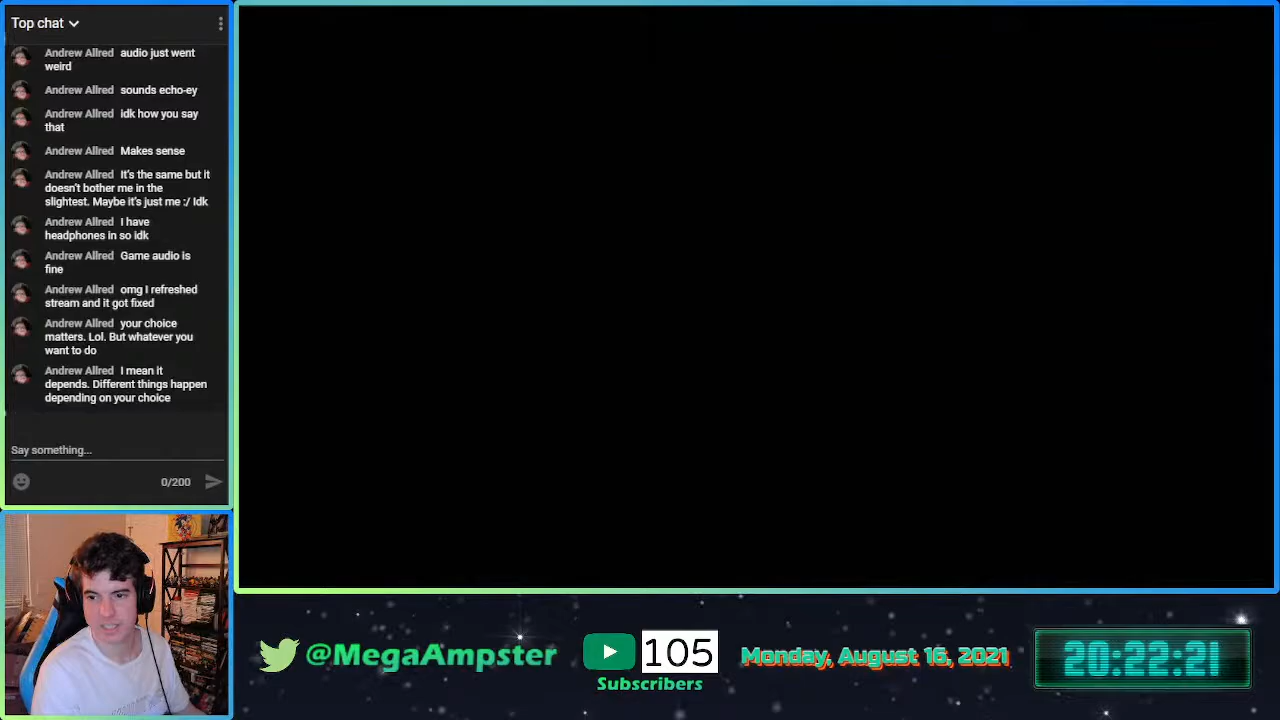 Top chat
Andrew Allred audio just went
weird
Andrew Allred sounds echo-ey
Andrew Allred idk how you say
that
Andrew Allred Makes sense
Andrew Allred It's the same but it
doesn't bother me in the
slightest. Maybe it's just me :/ Idk
Andrew Allred I have
headphones in so idk
Andrew Allred Game audio is
fine
Andrew Allred omg I refreshed
stream and it got fixed
Andrew Allred your choice
matters. Lol. But whatever you
want to do
Andrew Allred I mean it
depends. Different things happen
depending on your choice
Say something...
0/200
@MegaAmpster
105
Subscribers
Monday, August 16, 2021
20:22:21